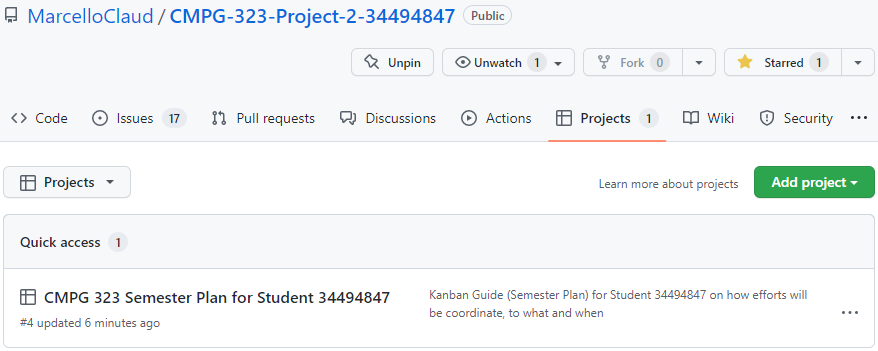 MarcelloClaud / CMPG-323-Project-2-34494847 Public
Unpin Unwatch 1 Fork 0 Starred 1
Code Issues 17 Pull requests Discussions Actions Projects 1 Wiki Security ...
Projects Learn more about projects Add project
Quick access 1
CMPG 323 Semester Plan for Student 34494847 Kanban Guide (Semester Plan) for Student 34494847 on how efforts will
#4 updated 6 minutes ago be coordinate, to what and when ...